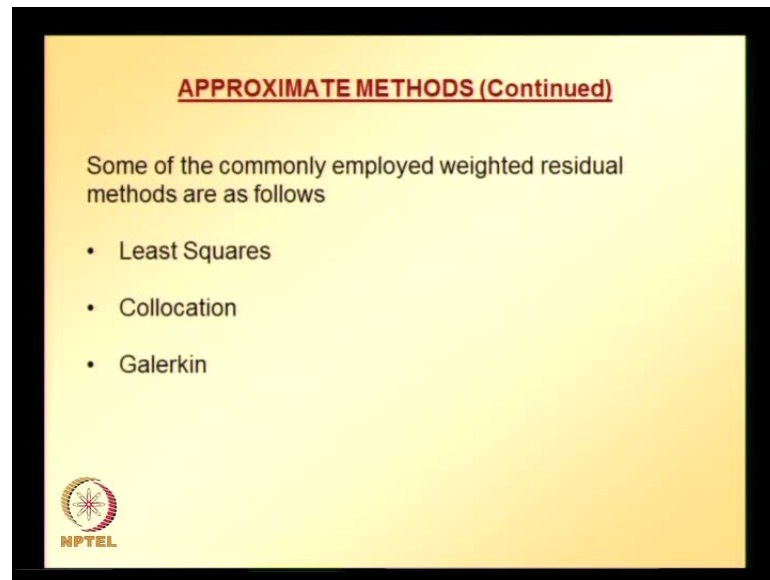 APPROXIMATE METHODS (Continued)
Some of the commonly employed weighted residual
methods are as follows
• Least Squares
• Collocation
• Galerkin
NPTEL